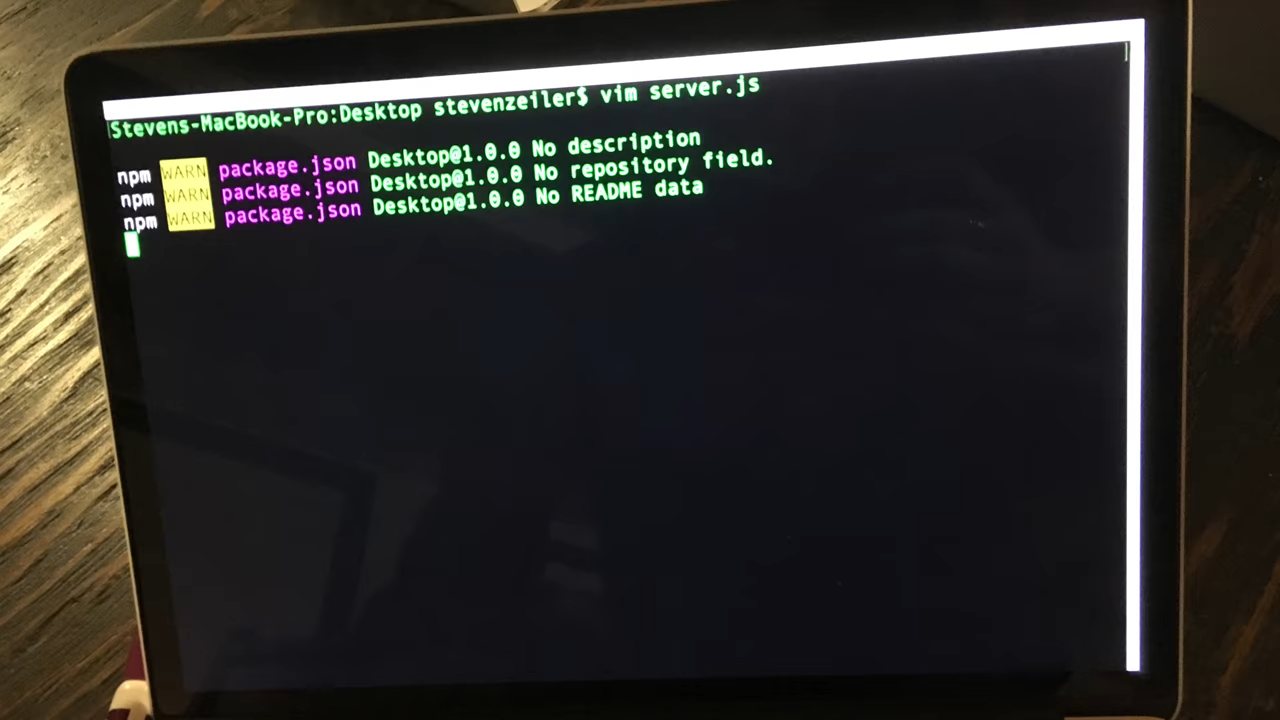 Stevens-MacBook-Pro:Desktop stevenzeiler$ vim server.js
npm WARN package.json Desktop@1.0.0 No description
npm WARN package.json Desktop@1.0.0 No repository field.
npm WARN package.json Desktop@1.0.0 No README data